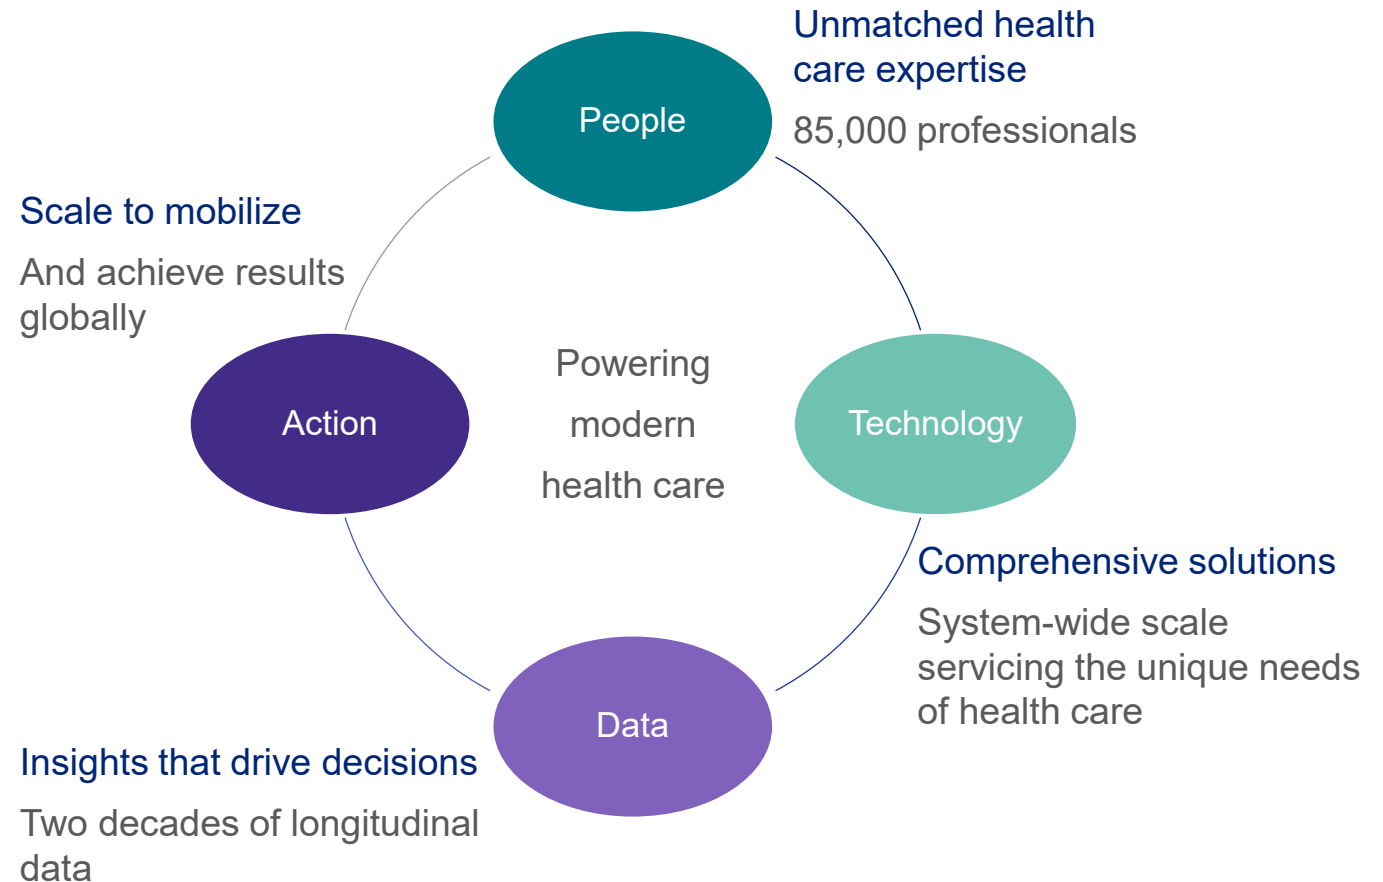 Unmatched health
care expertise
85,000 professionals
People
Scale to mobilize
And achieve results
globally
Action
Powering
modern
health care
Technology
Comprehensive solutions
System-wide scale
servicing the unique needs
of health care
Data
Insights that drive decisions
Two decades of longitudinal
data